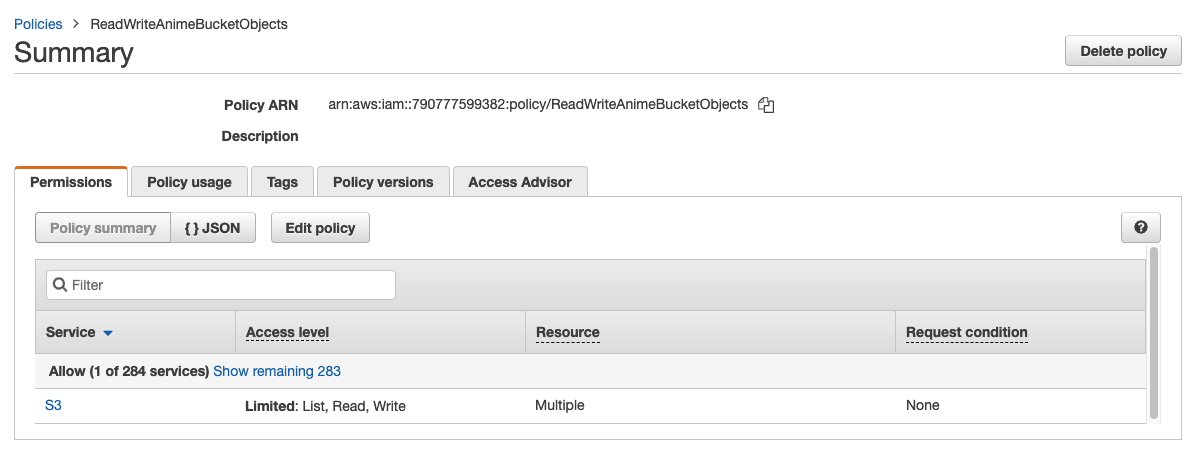 Policies > ReadWriteAnimeBucketObjects
Summary
Delete policy
Policy ARN arn:aws:iam::790777599382:policy/ReadWriteAnimeBucketObjects
Description
Permissions Policy usage Tags Policy versions Access Advisor
Policy summary { } JSON Edit policy ?
Filter
Service Access level Resource Request condition
Allow (1 of 284 services) Show remaining 283
S3 Limited: List, Read, Write Multiple None